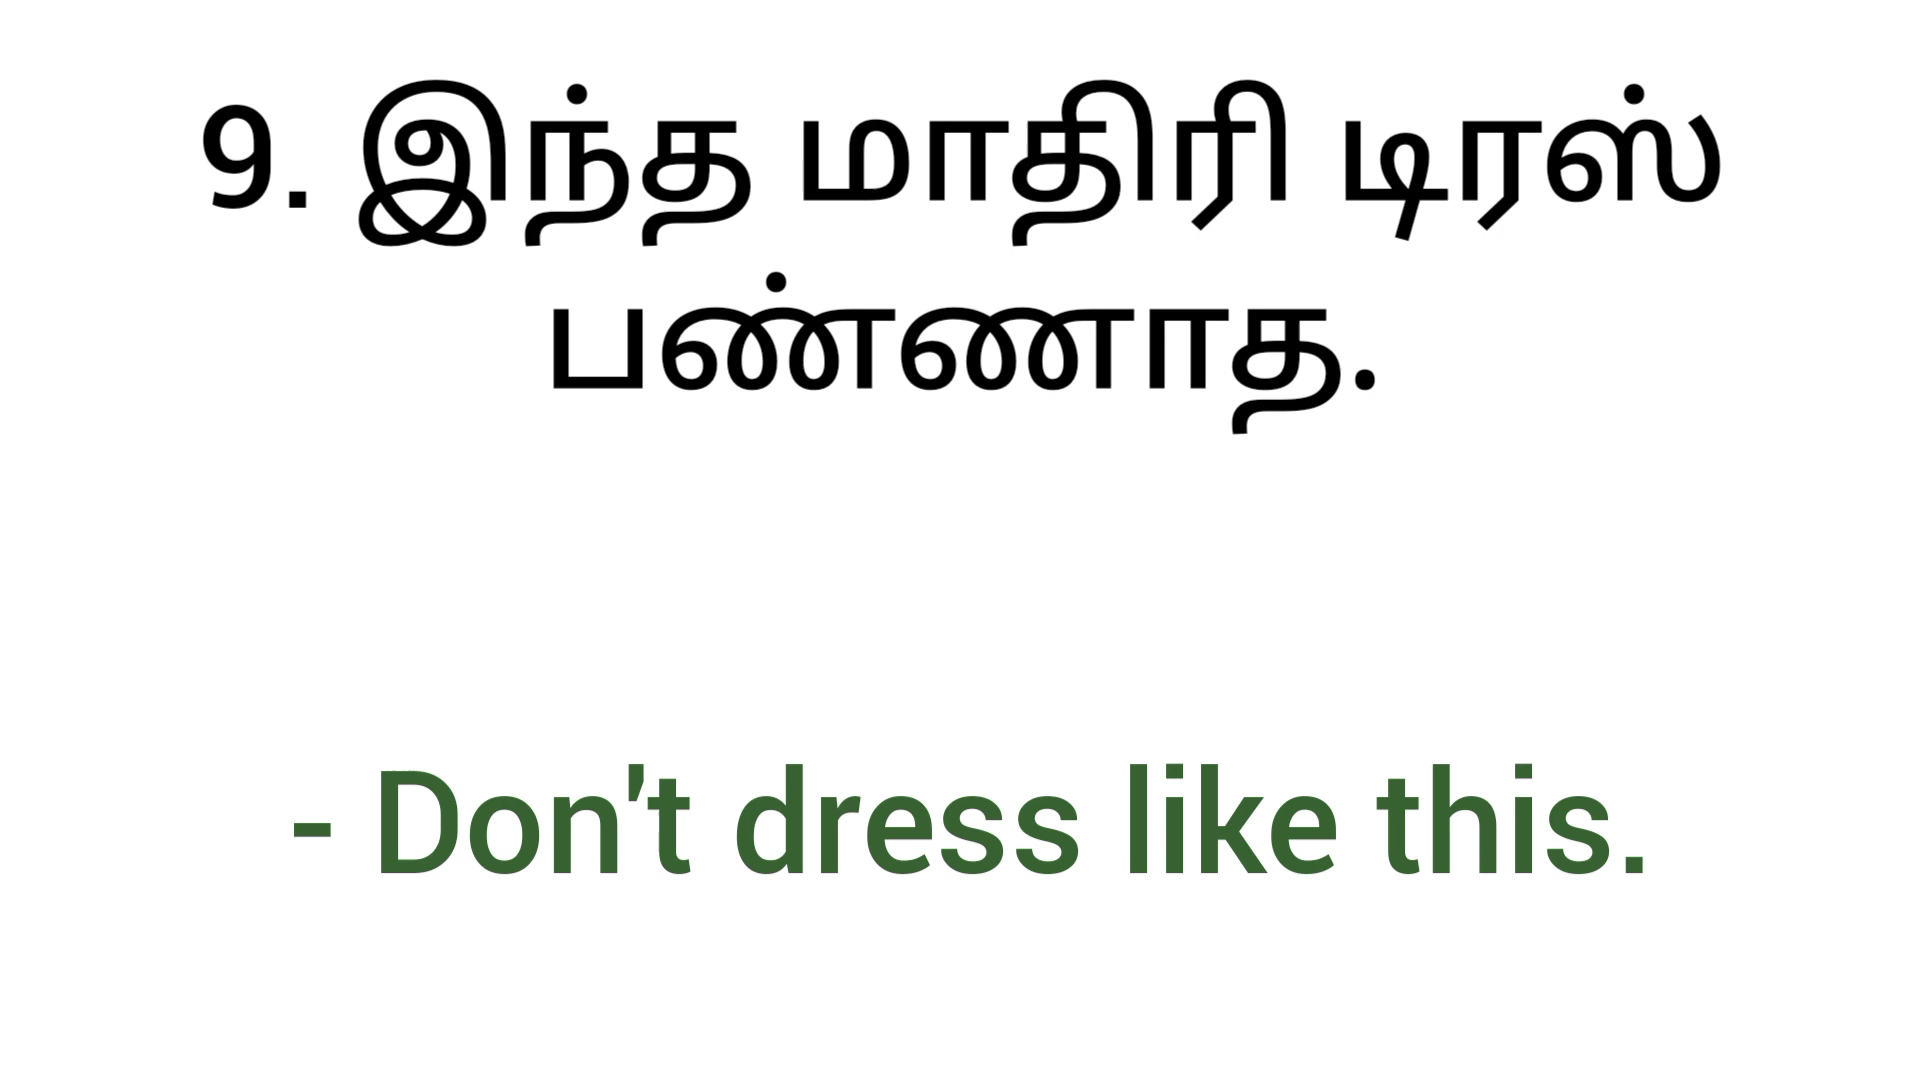 9. இந்த மாதிரி டிரஸ்
பண்ணாத.
- Don't dress like this.